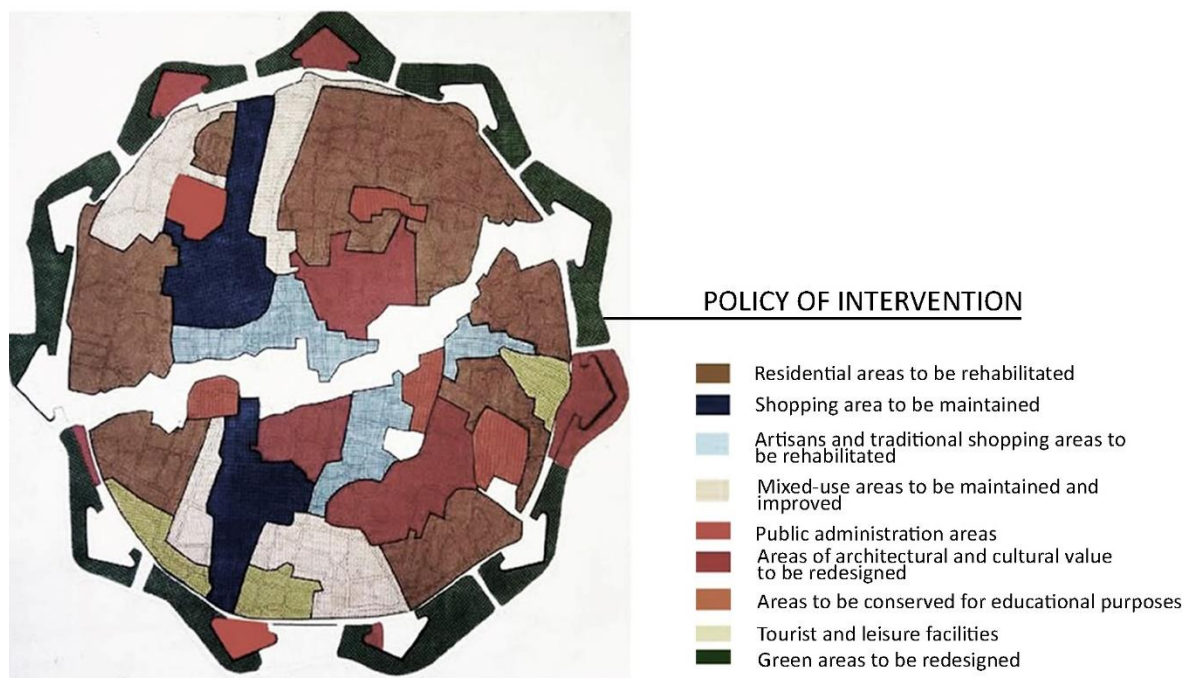 POLICY OF INTERVENTION
Residential areas to be rehabilitated
Shopping area to be maintained
Artisans and traditional shopping areas to
be rehabilitated
Mixed-use areas to be maintained and
improved
Public administration areas
Areas of architectural and cultural value
to be redesigned
Areas to be conserved for educational purposes
Tourist and leisure facilities
Green areas to be redesigned